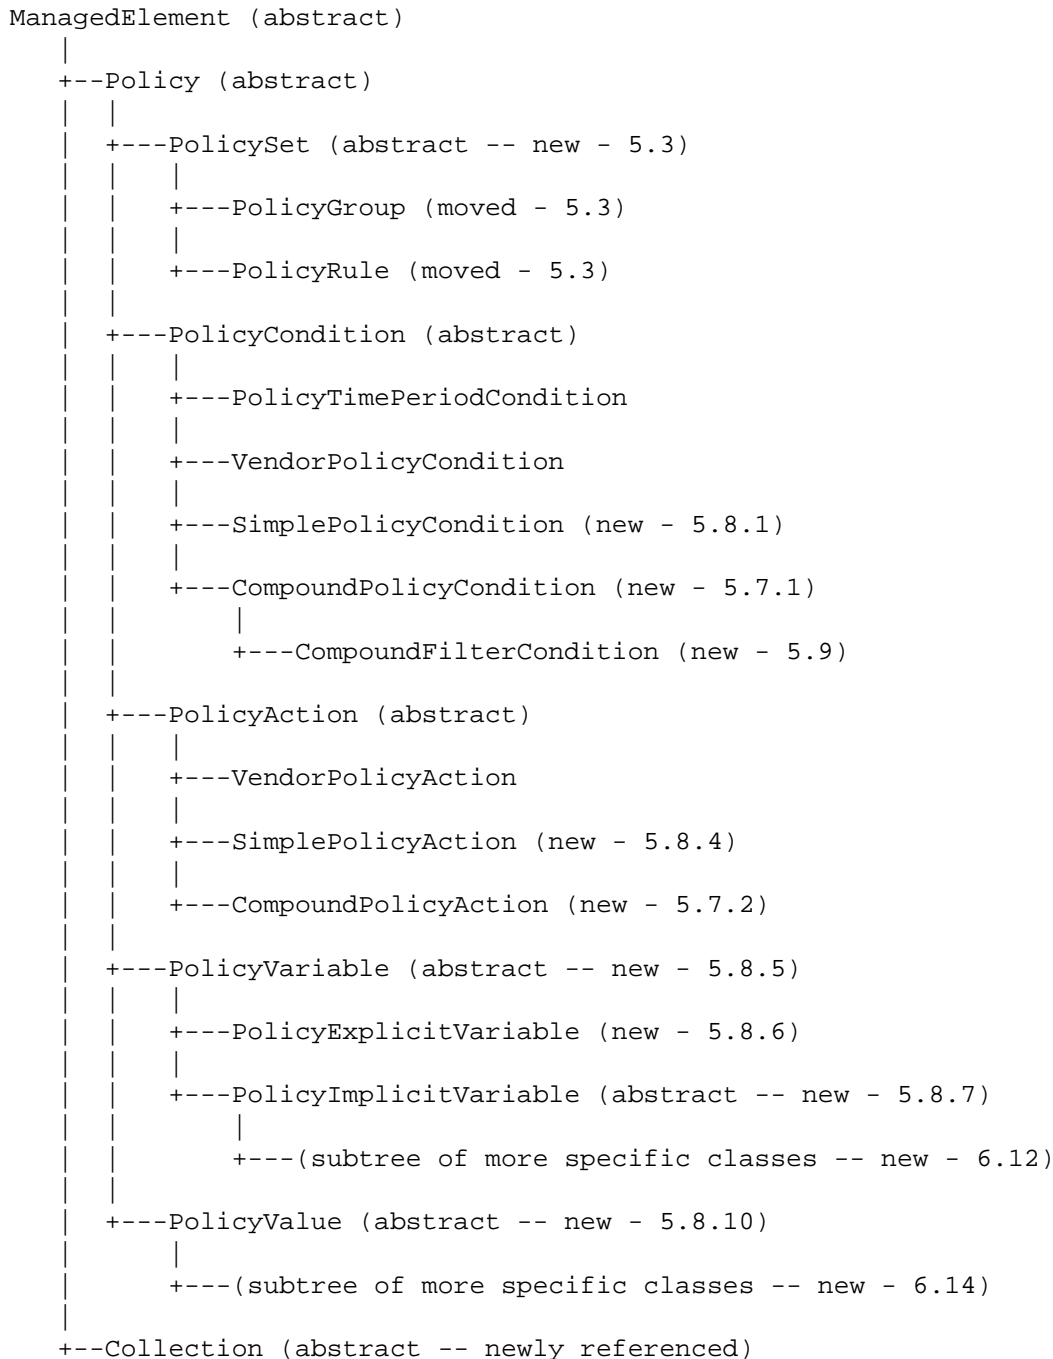 ManagedElement (abstract)
   |
   +--Policy (abstract)
   |  |
   |  +---PolicySet (abstract -- new - 5.3)
   |  |   |
   |  |   +---PolicyGroup (moved - 5.3)
   |  |   |
   |  |   +---PolicyRule (moved - 5.3)
   |  |
   |  +---PolicyCondition (abstract)
   |  |   |
   |  |   +---PolicyTimePeriodCondition
   |  |   |
   |  |   +---VendorPolicyCondition
   |  |   |
   |  |   +---SimplePolicyCondition (new - 5.8.1)
   |  |   |
   |  |   +---CompoundPolicyCondition (new - 5.7.1)
   |  |       |
   |  |       +---CompoundFilterCondition (new - 5.9)
   |  |
   |  +---PolicyAction (abstract)
   |  |   |
   |  |   +---VendorPolicyAction
   |  |   |
   |  |   +---SimplePolicyAction (new - 5.8.4)
   |  |   |
   |  |   +---CompoundPolicyAction (new - 5.7.2)
   |  |
   |  +---PolicyVariable (abstract -- new - 5.8.5)
   |  |   |
   |  |   +---PolicyExplicitVariable (new - 5.8.6)
   |  |   |
   |  |   +---PolicyImplicitVariable (abstract -- new - 5.8.7)
   |  |       |
   |  |       +---(subtree of more specific classes -- new - 6.12)
   |  |
   |  +---PolicyValue (abstract -- new - 5.8.10)
   |      |
   |      +---(subtree of more specific classes -- new - 6.14)
   |
   +--Collection (abstract -- newly referenced)